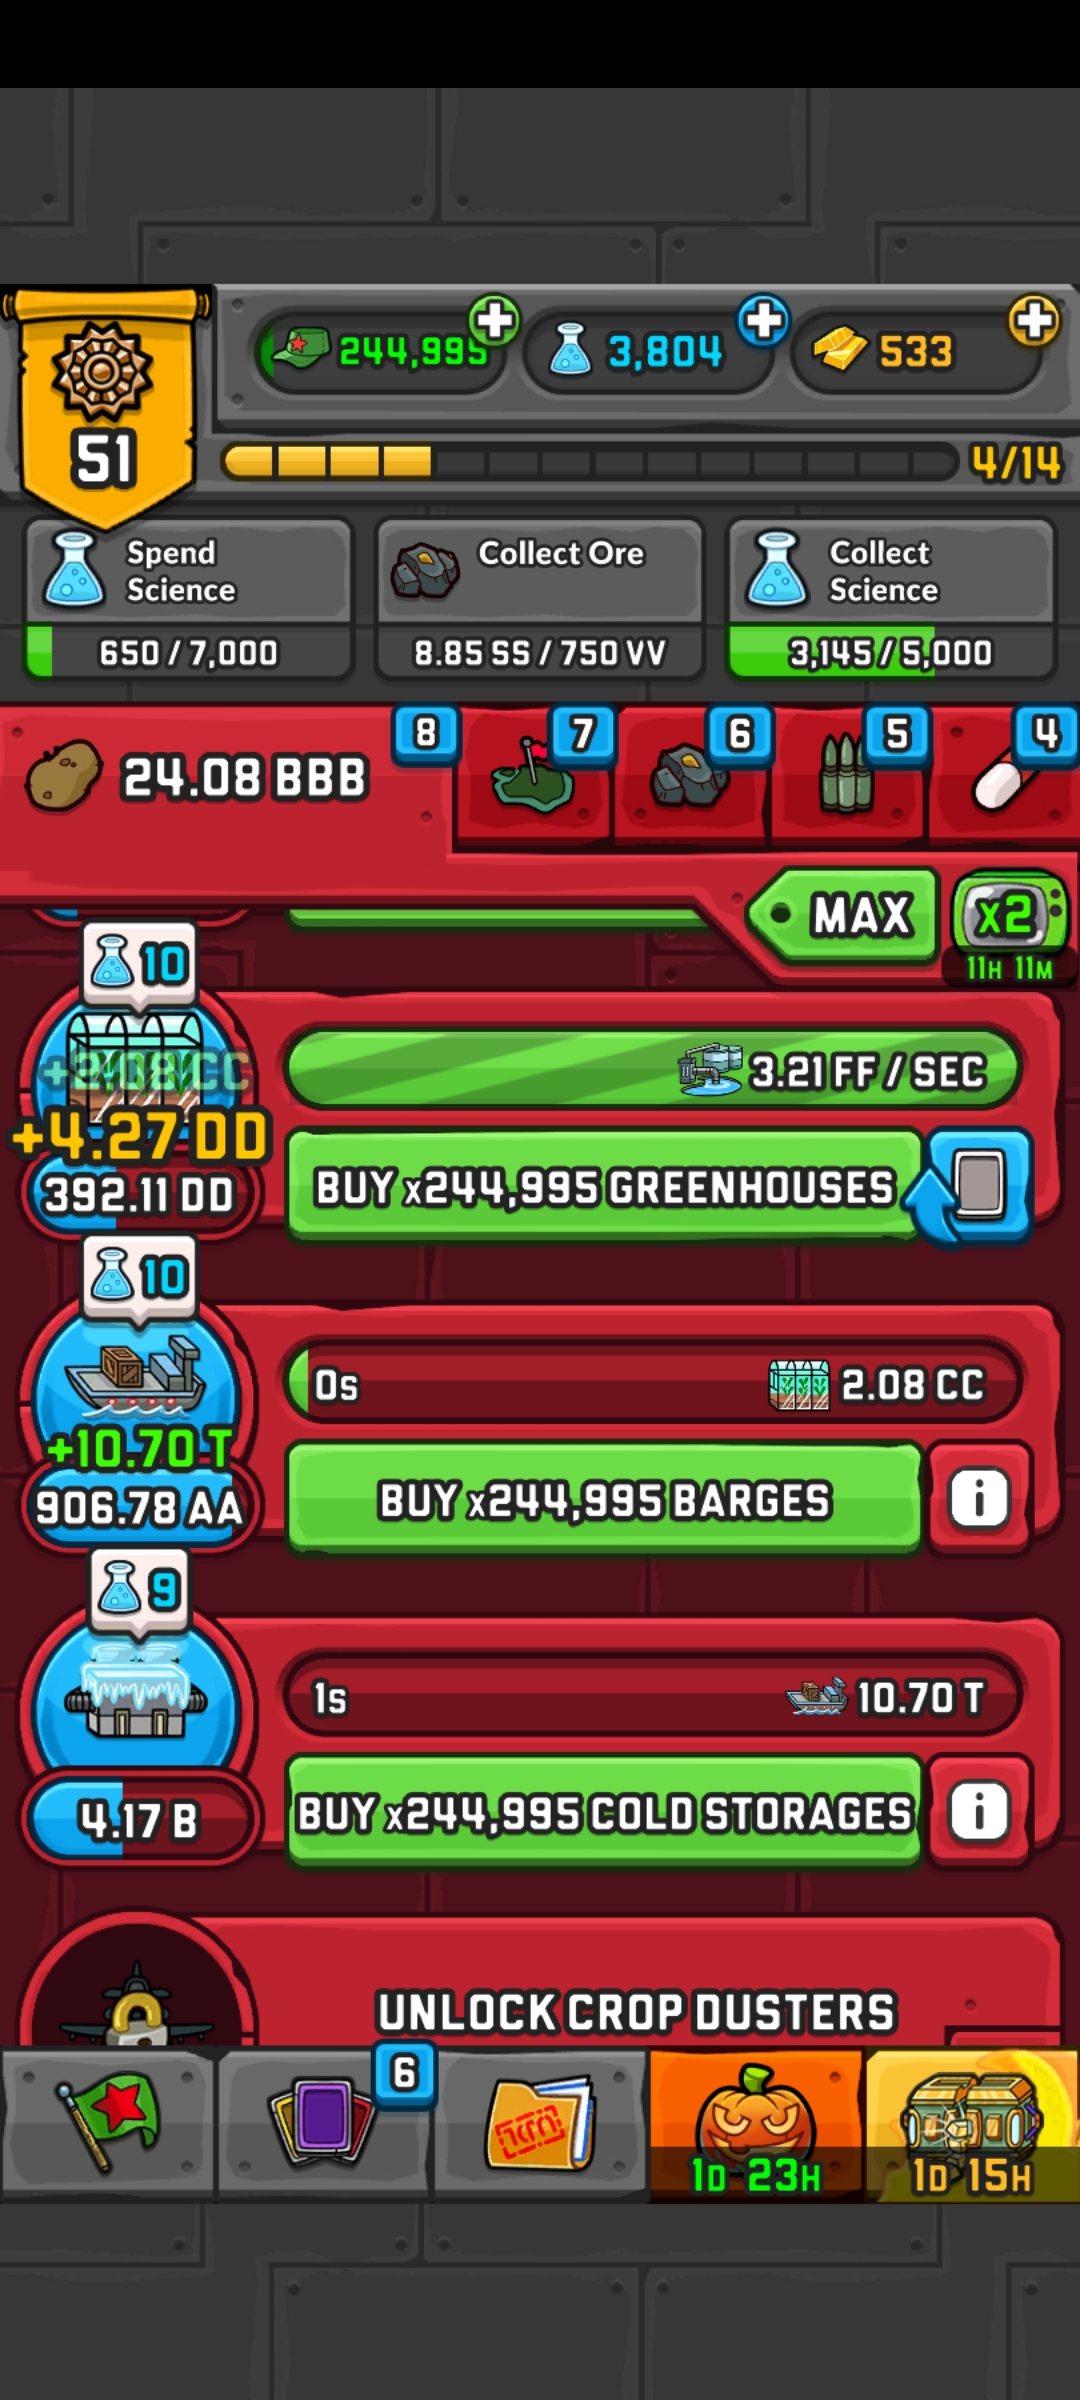 244,995
3,804
533
51
4/14
Spend
Science
650 / 7,000
Collect Ore
8.85 SS / 750 VV
Collect
Science
3,145 / 5,000
24.08 BBB
8
7
6
5
4
MAX
x2
11H 11M
10
+2.08 CC
+4.27 DD
392.11 DD
3.21 FF / SEC
BUY x244,995 GREENHOUSES
10
+10.70 T
906.78 AA
0s
2.08 CC
BUY x244,995 BARGES
i
9
4.17 B
1s
10.70 T
BUY x244,995 COLD STORAGES
i
UNLOCK CROP DUSTERS
6
1D 23H
1D 15H